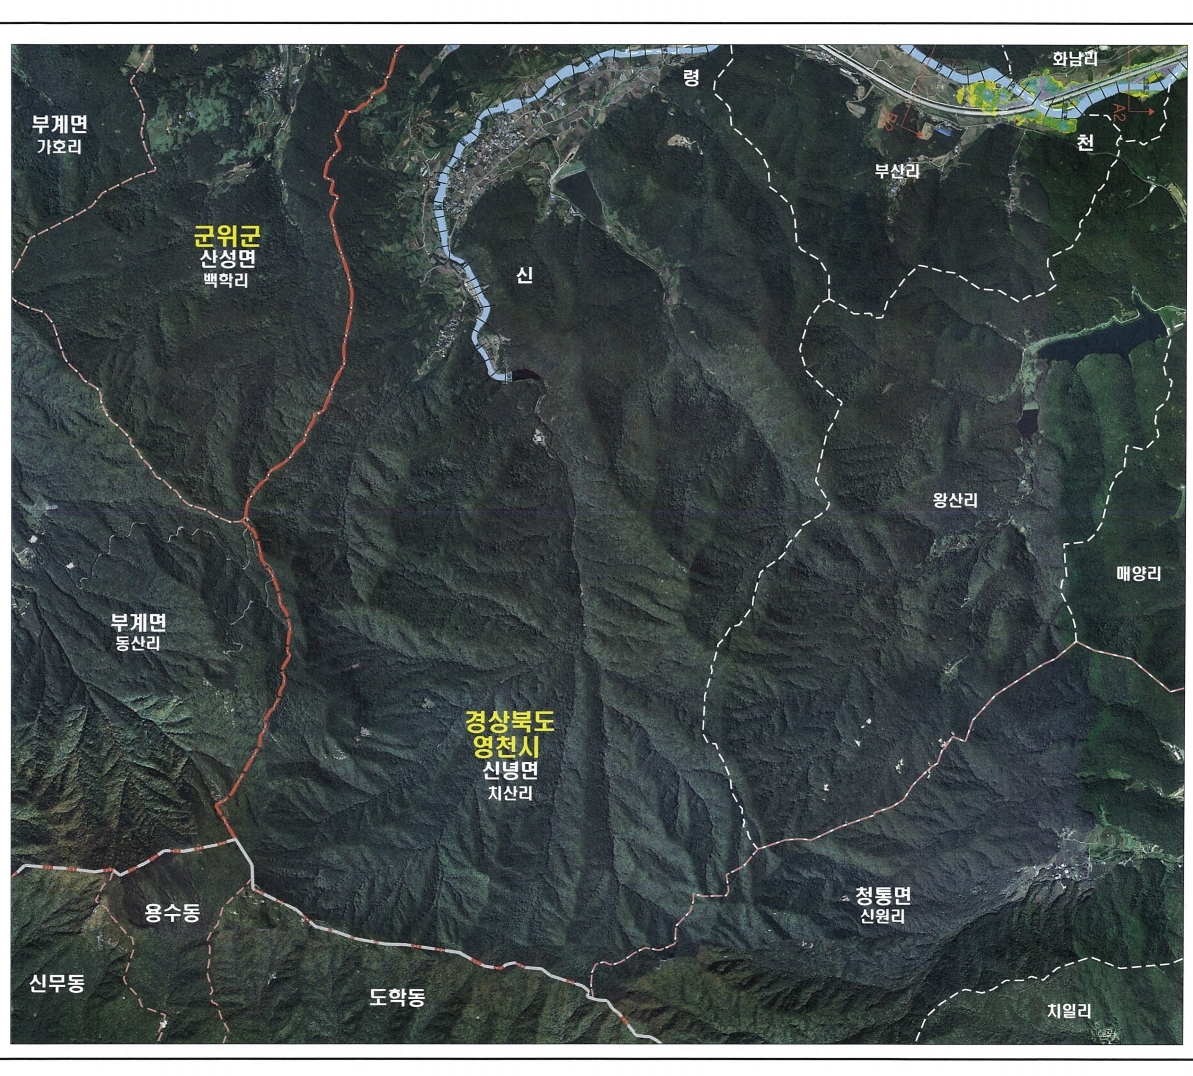 화남리
령
A2
부계면
가호리
천
부산리
군위군
산성면
백학리
신
왕산리
매양리
부계면
동산리
경상북도
영천시
신녕면
치산리
청통면
신원리
용수동
신무동
도학동
치일리